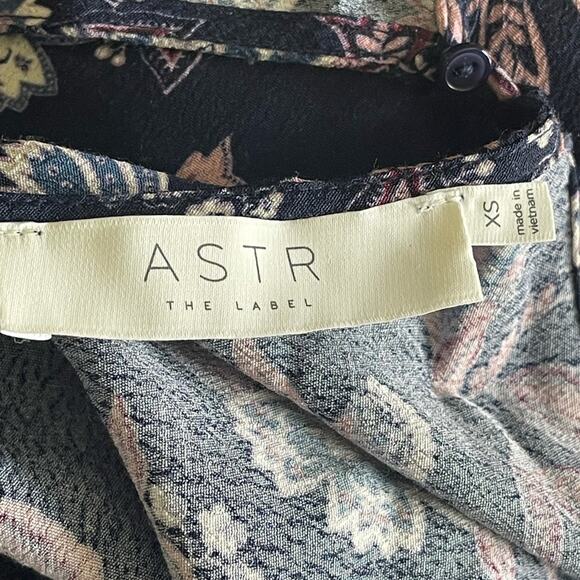 ASTR
THE LABEL
XS
made in
vietnam